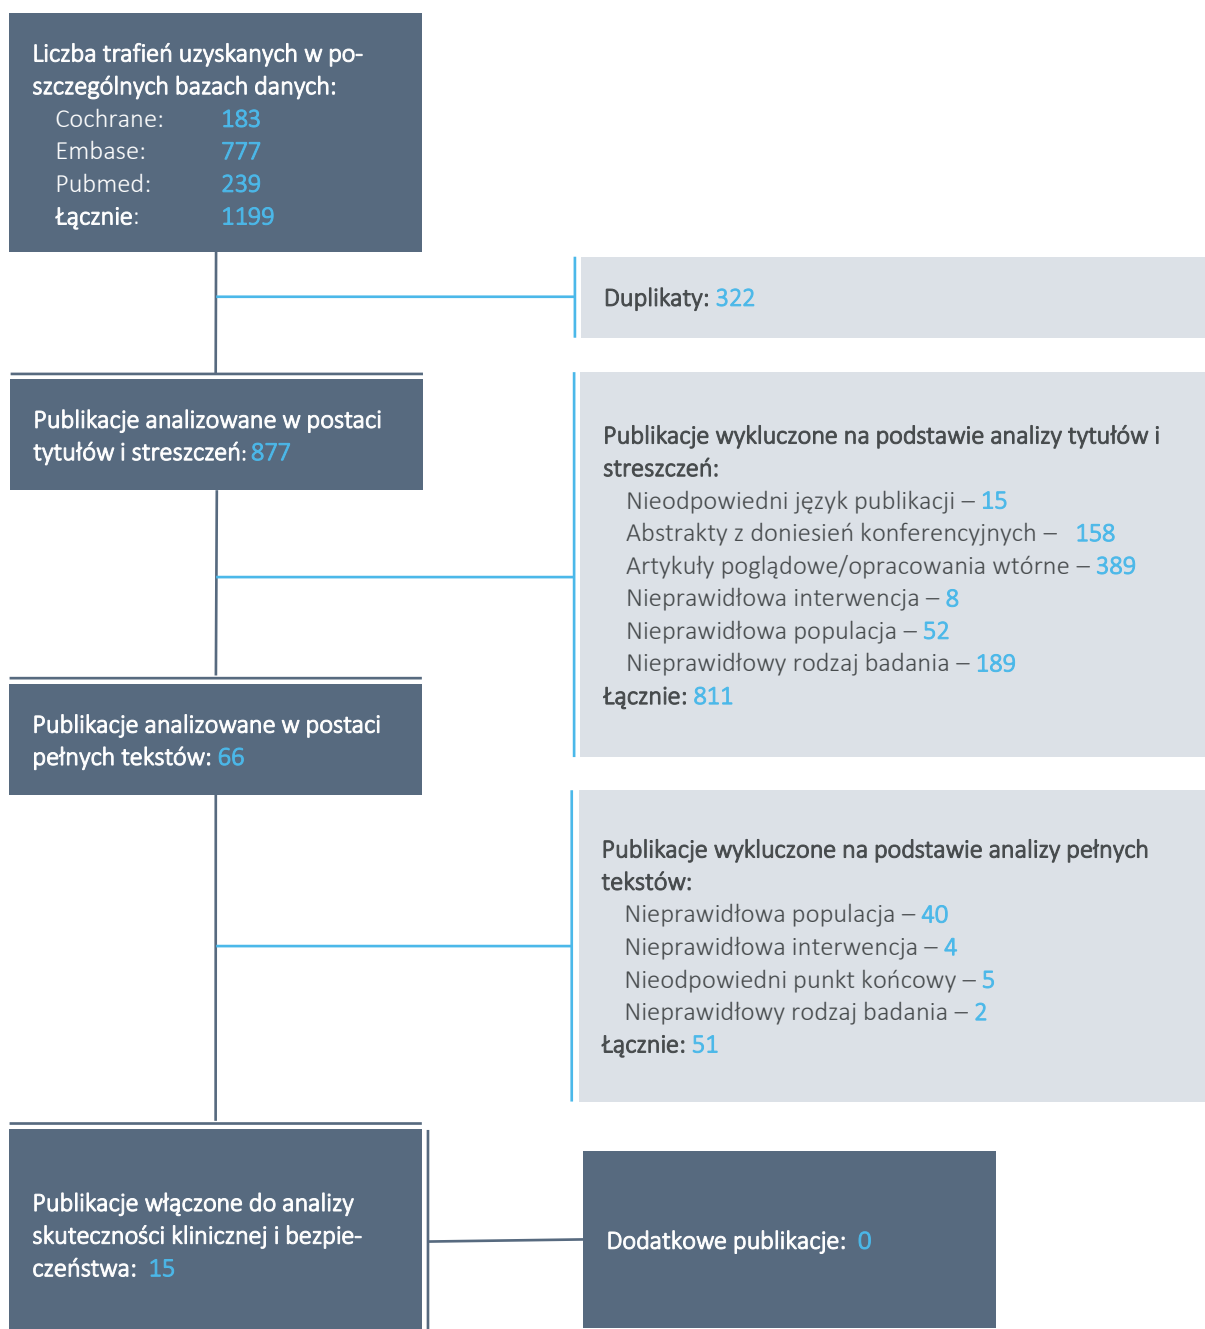 Liczba trafień uzyskanych w po-
szczególnych bazach danych:
Cochrane: 183
Embase: 777
Pubmed: 239
Łącznie: 1199
Duplikaty: 322
Publikacje analizowane w postaci
tytułów i streszczeń: 877
Publikacje wykluczone na podstawie analizy tytułów i
streszczeń:
Nieodpowiedni język publikacji – 15
Abstrakty z doniesień konferencyjnych – 158
Artykuły poglądowe/opracowania wtórne – 389
Nieprawidłowa interwencja – 8
Nieprawidłowa populacja – 52
Nieprawidłowy rodzaj badania – 189
Łącznie: 811
Publikacje analizowane w postaci
pełnych tekstów: 66
Publikacje wykluczone na podstawie analizy pełnych
tekstów:
Nieprawidłowa populacja – 40
Nieprawidłowa interwencja – 4
Nieodpowiedni punkt końcowy – 5
Nieprawidłowy rodzaj badania – 2
Łącznie: 51
Publikacje włączone do analizy
skuteczności klinicznej i bezpie-
czeństwa: 15
Dodatkowe publikacje: 0